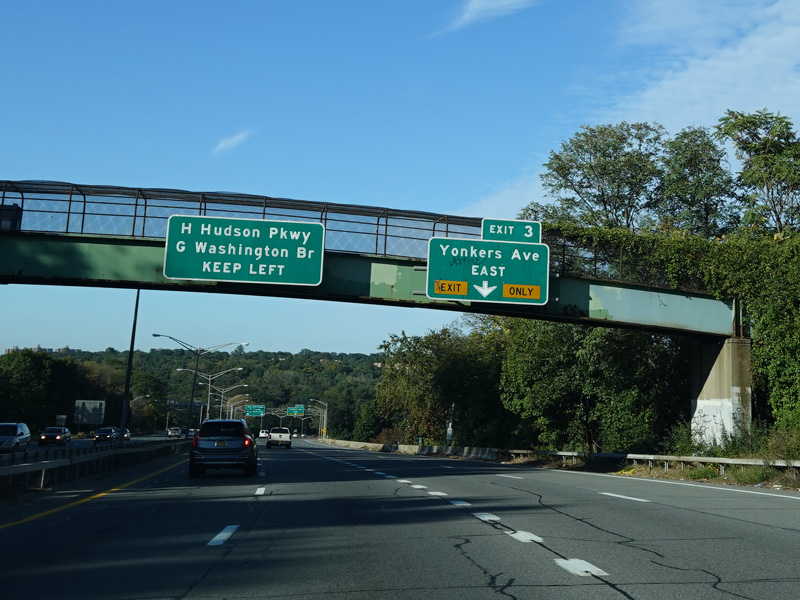 H Hudson Pkwy
G Washington Br
KEEP LEFT
EXIT 3
Yonkers Ave
EAST
EXIT ONLY